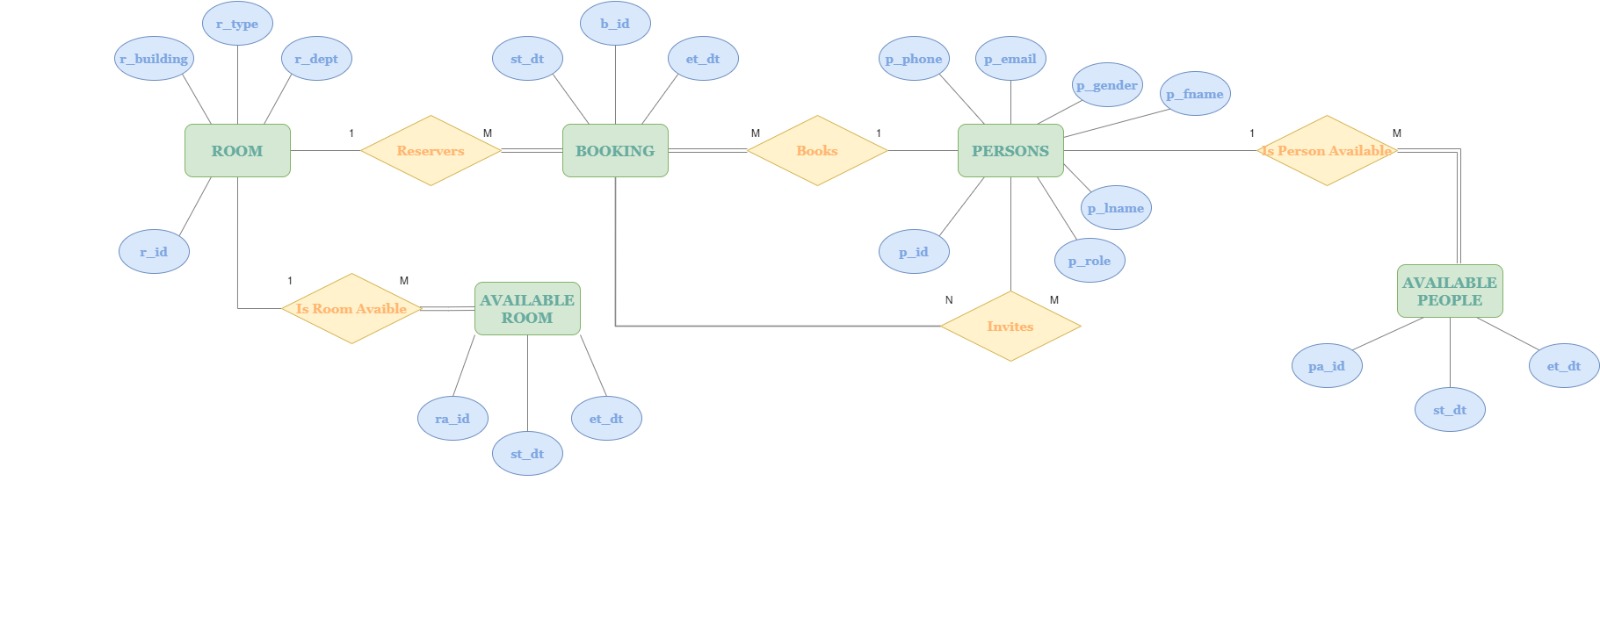 r_type
b_id
r_building
r_dept
st_dt
et_dt
p_phone
p_email
p_gender
p_fname
1
M
M
1
1
M
ROOM
Reservers
BOOKING
Books
PERSONS
Is Person Available
p_lname
r_id
p_id
p_role
1
M
Is Room Avaible
AVAILABLE
ROOM
N
M
Invites
AVAILABLE
PEOPLE
pa_id
et_dt
st_dt
ra_id
et_dt
st_dt